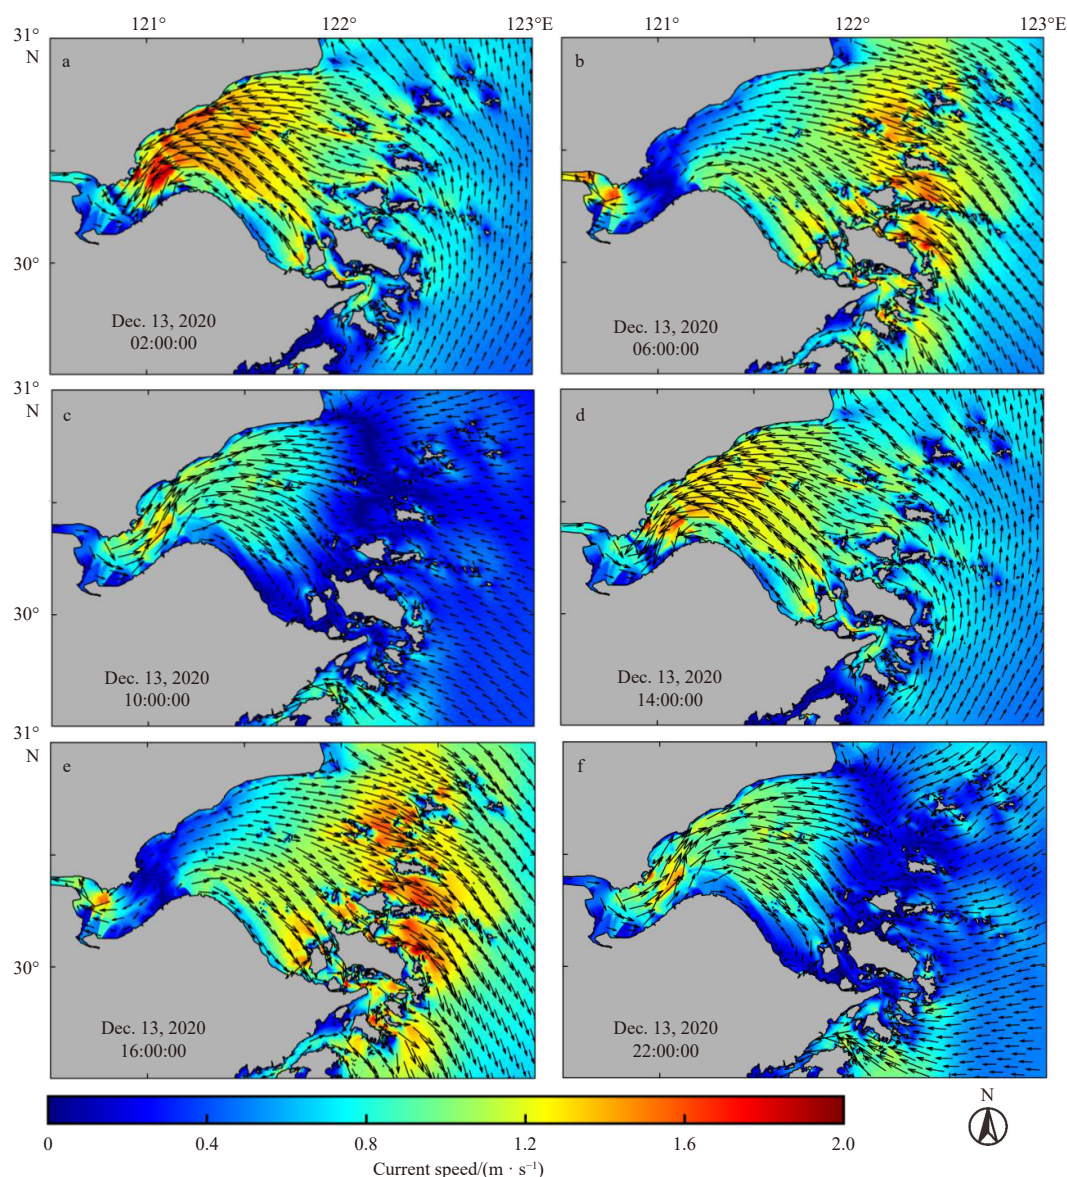 121° 122° 123°E 121° 122° 123°E
31°
N
a
b
30°
Dec. 13, 2020
02:00:00
Dec. 13, 2020
06:00:00
31°
N
c
d
30°
Dec. 13, 2020
10:00:00
Dec. 13, 2020
14:00:00
31°
N
e
f
30°
Dec. 13, 2020
16:00:00
Dec. 13, 2020
22:00:00
N
0 0.4 0.8 1.2 1.6 2.0
Current speed/(m · s⁻¹)